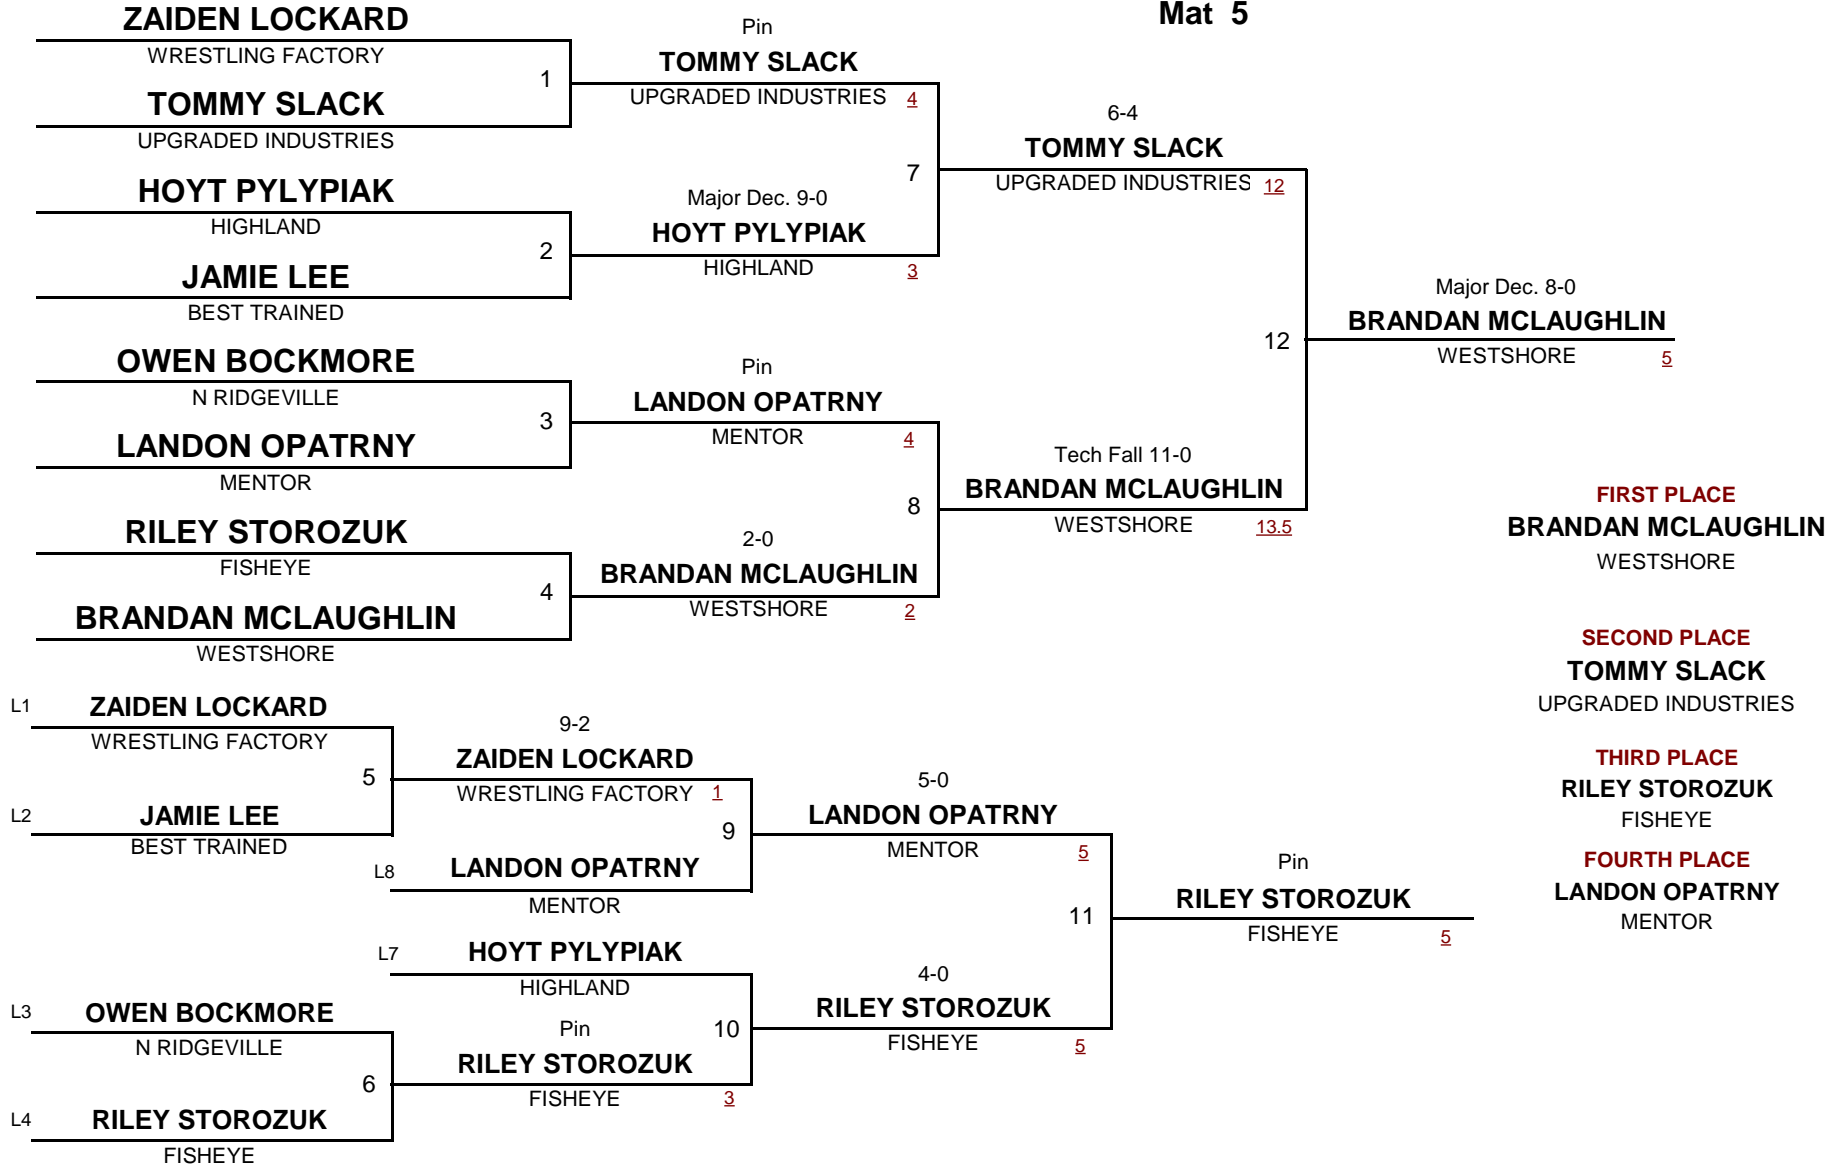 Mat 5
ZAIDEN LOCKARD
WRESTLING FACTORY
1
TOMMY SLACK
UPGRADED INDUSTRIES
HOYT PYLYPIAK
HIGHLAND
2
JAMIE LEE
BEST TRAINED
OWEN BOCKMORE
N RIDGEVILLE
3
LANDON OPATRNY
MENTOR
RILEY STOROZUK
FISHEYE
4
BRANDAN MCLAUGHLIN
WESTSHORE
Pin
TOMMY SLACK
UPGRADED INDUSTRIES 4
7
Major Dec. 9-0
HOYT PYLYPIAK
HIGHLAND 3
Pin
LANDON OPATRNY
MENTOR 4
8
2-0
BRANDAN MCLAUGHLIN
WESTSHORE 2
6-4
TOMMY SLACK
UPGRADED INDUSTRIES 12
12
Tech Fall 11-0
BRANDAN MCLAUGHLIN
WESTSHORE 13.5
Major Dec. 8-0
BRANDAN MCLAUGHLIN
WESTSHORE 5
FIRST PLACE
BRANDAN MCLAUGHLIN
WESTSHORE
SECOND PLACE
TOMMY SLACK
UPGRADED INDUSTRIES
THIRD PLACE
RILEY STOROZUK
FISHEYE
FOURTH PLACE
LANDON OPATRNY
MENTOR
L1 ZAIDEN LOCKARD
WRESTLING FACTORY
5
L2 JAMIE LEE
BEST TRAINED
L3 OWEN BOCKMORE
N RIDGEVILLE
6
L4 RILEY STOROZUK
FISHEYE
9-2
ZAIDEN LOCKARD
WRESTLING FACTORY 1
9
L8 LANDON OPATRNY
MENTOR
L7 HOYT PYLYPIAK
HIGHLAND
10
Pin
RILEY STOROZUK
FISHEYE 3
5-0
LANDON OPATRNY
MENTOR 5
11
4-0
RILEY STOROZUK
FISHEYE 5
Pin
RILEY STOROZUK
FISHEYE 5